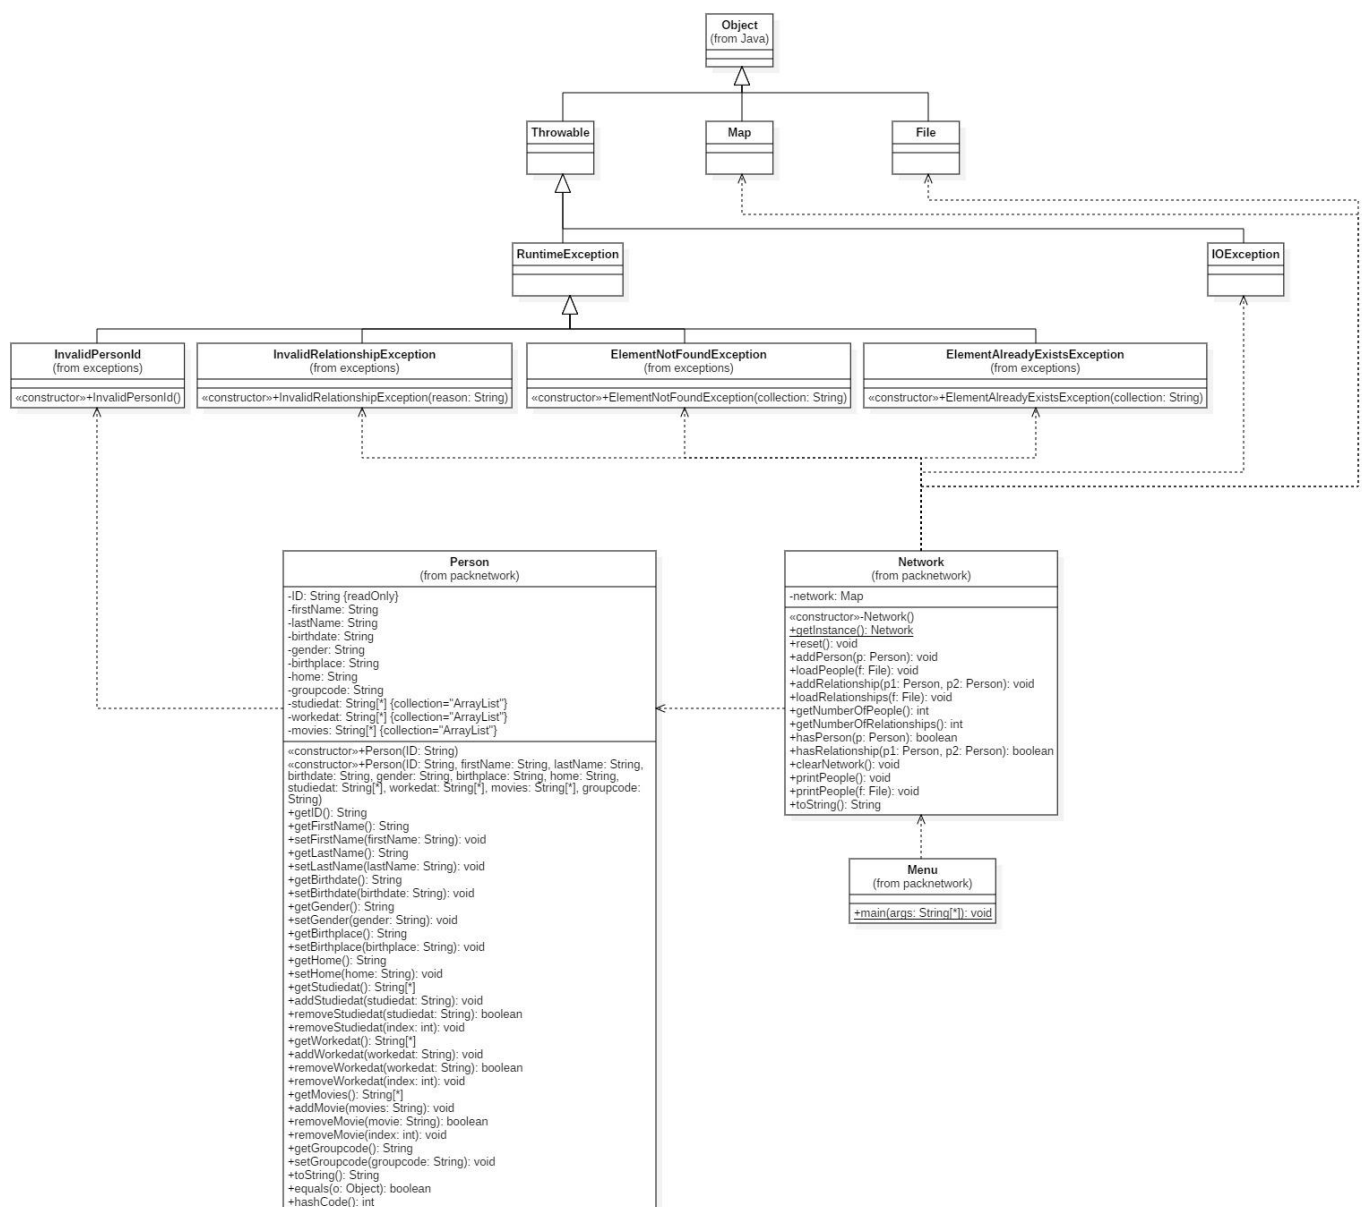 Object
(from Java)
Throwable
Map
File
RuntimeException
IOException
InvalidPersonId
(from exceptions)
«constructor»+InvalidPersonId()
InvalidRelationshipException
(from exceptions)
«constructor»+InvalidRelationshipException(reason: String)
ElementNotFoundException
(from exceptions)
«constructor»+ElementNotFoundException(collection: String)
ElementAlreadyExistsException
(from exceptions)
«constructor»+ElementAlreadyExistsException(collection: String)
Person
(from packnetwork)
-ID: String {readOnly}
-firstName: String
-lastName: String
-birthdate: String
-gender: String
-birthplace: String
-home: String
-groupcode: String
-studiedat: String[*] {collection="ArrayList"}
-workedat: String[*] {collection="ArrayList"}
-movies: String[*] {collection="ArrayList"}
«constructor»+Person(ID: String)
«constructor»+Person(ID: String, firstName: String, lastName: String,
birthdate: String, gender: String, birthplace: String, home: String,
studiedat: String[*], workedat: String[*], movies: String[*], groupcode:
String)
+getID(): String
+getFirstName(): String
+setFirstName(firstName: String): void
+getLastName(): String
+setLastName(lastName: String): void
+getBirthdate(): String
+setBirthdate(birthdate: String): void
+getGender(): String
+setGender(gender: String): void
+getBirthplace(): String
+setBirthplace(birthplace: String): void
+getHome(): String
+setHome(home: String): void
+getStudiedat(): String[*]
+addStudiedat(studiedat: String): void
+removeStudiedat(studiedat: String): boolean
+removeStudiedat(index: int): void
+getWorkedat(): String[*]
+addWorkedat(workedat: String): void
+removeWorkedat(workedat: String): boolean
+removeWorkedat(index: int): void
+getMovies(): String[*]
+addMovie(movies: String): void
+removeMovie(movie: String): boolean
+removeMovie(index: int): void
+getGroupcode(): String
+setGroupcode(groupcode: String): void
+toString(): String
+equals(o: Object): boolean
+hashCode(): int
Network
(from packnetwork)
-network: Map
«constructor»-Network()
+getInstance(): Network
+reset(): void
+addPerson(p: Person): void
+loadPeople(f: File): void
+addRelationship(p1: Person, p2: Person): void
+loadRelationships(f: File): void
+getNumberOfPeople(): int
+getNumberOfRelationships(): int
+hasPerson(p: Person): boolean
+hasRelationship(p1: Person, p2: Person): boolean
+clearNetwork(): void
+printPeople(): void
+printPeople(f: File): void
+toString(): String
Menu
(from packnetwork)
+main(args: String[*]): void